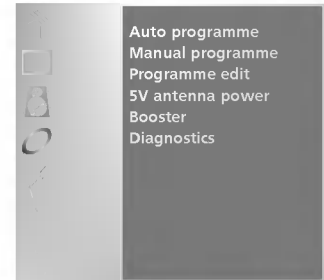 Auto programme
Manual programme
Programme edit
5V antenna power
Booster
Diagnostics